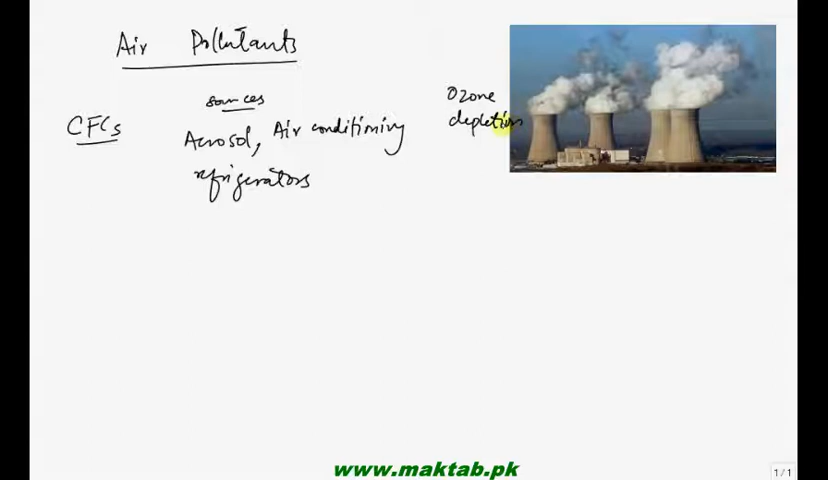 Air Pollutants
sources
CFCs
Aerosol, Air conditioning
refrigerators
Ozone
depletion
www.maktab.pk
1/1